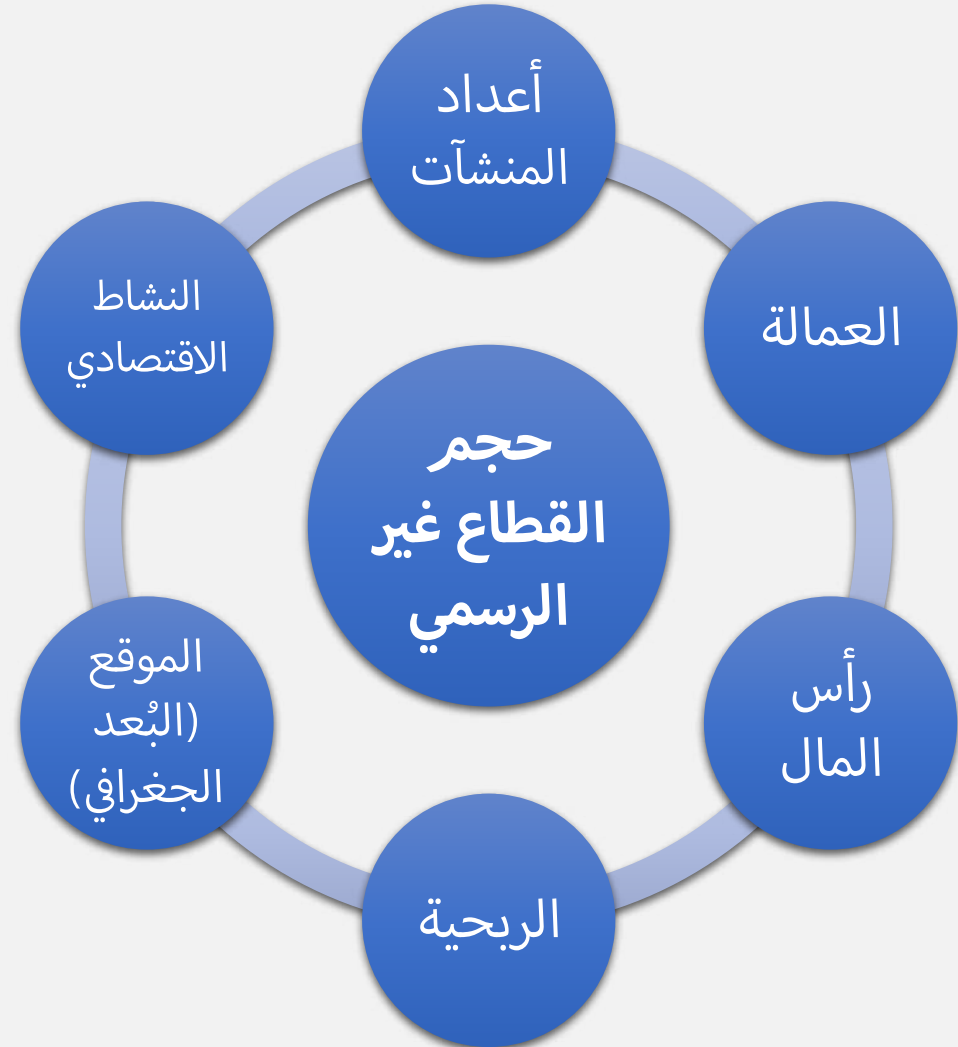 أعداد
المنشآت
العمالة
رأس
المال
الربحية
الموقع
(البُعد
الجغرافي)
النشاط
الاقتصادي
حجم
القطاع غير
الرسمي